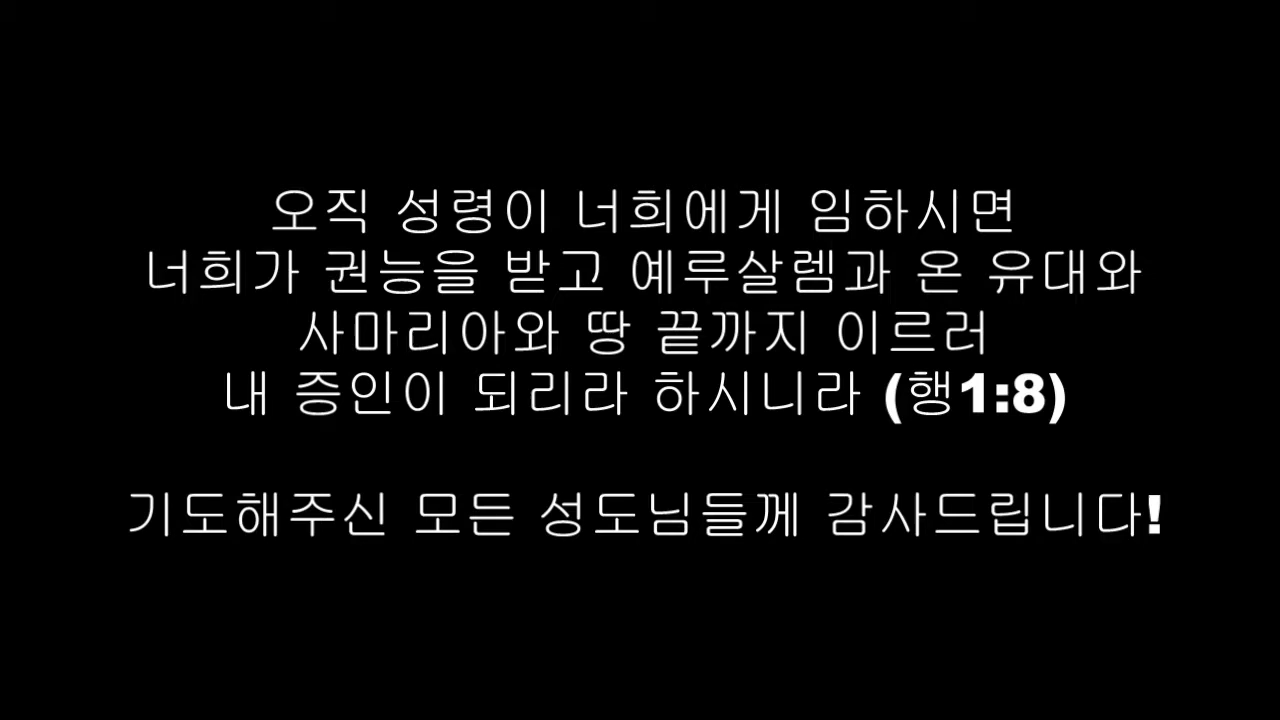 오직 성령이 너희에게 임하시면
너희가 권능을 받고 예루살렘과 온 유대와
사마리아와 땅 끝까지 이르러
내 증인이 되리라 하시니라 (행1:8)
기도해주신 모든 성도님들께 감사드립니다!